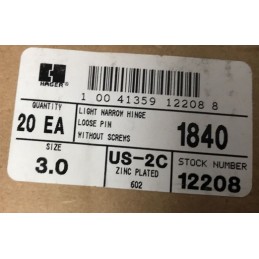 HAGER®
1 00 41359 12208 8
QUANTITY
20 EA
LIGHT NARROW HINGE
LOOSE PIN
WITHOUT SCREWS
1840
SIZE
3.0
US-2C
ZINC PLATED
602
STOCK NUMBER
12208